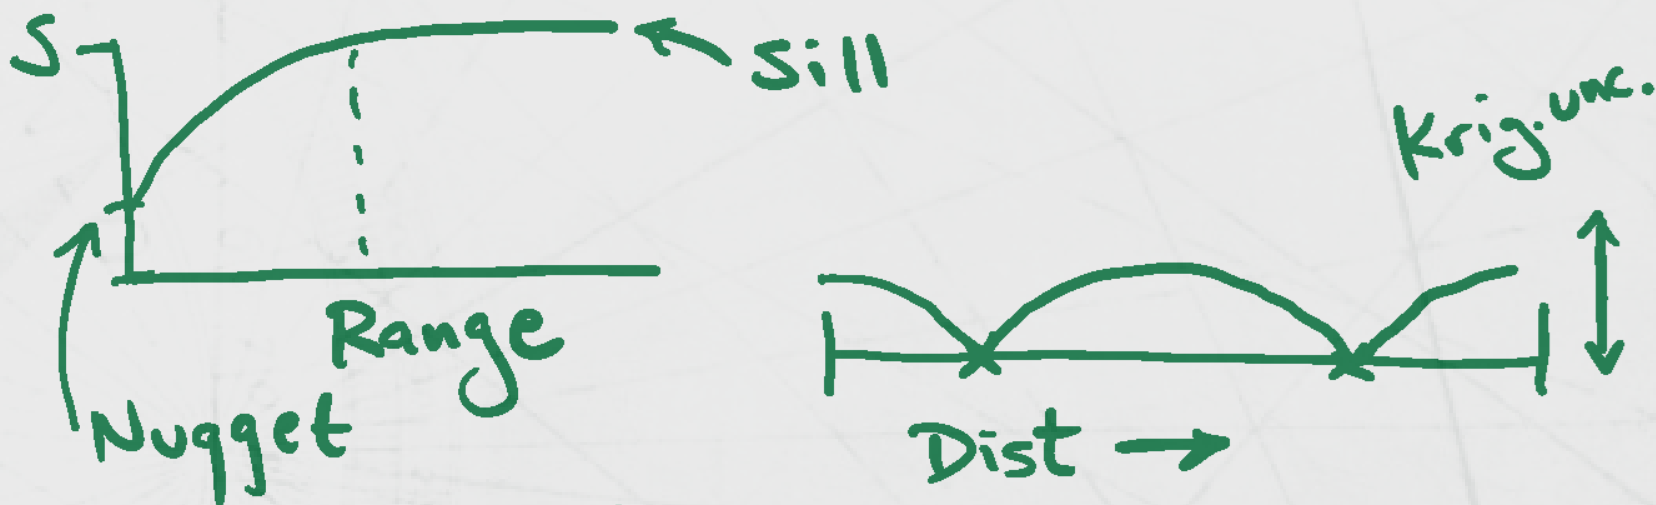 S
Sill
Krig. unc.
Range
Nugget
Dist →